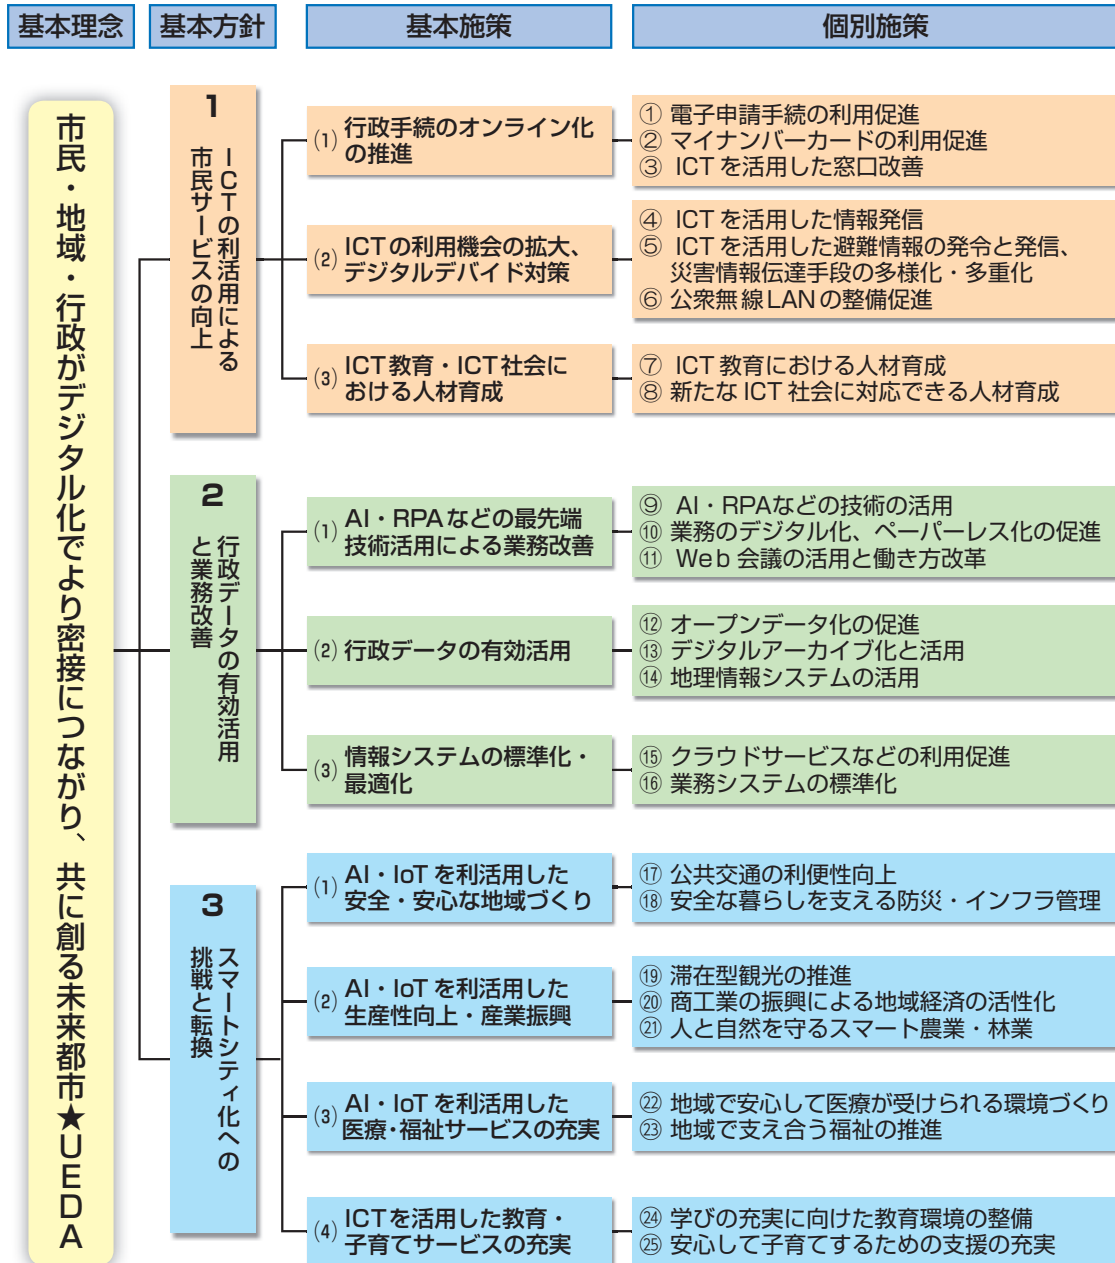 基本理念
基本方針
基本施策
個別施策
市民・地域・行政がデジタル化でより密接につながり、共に創る未来都市★UEDA
1
ICTの利活用による
市民サービスの向上
(1) 行政手続のオンライン化
の推進
① 電子申請手続の利用促進
② マイナンバーカードの利用促進
③ ICTを活用した窓口改善
(2) ICTの利用機会の拡大、
デジタルデバイド対策
④ ICTを活用した情報発信
⑤ ICTを活用した避難情報の発令と発信、
災害情報伝達手段の多様化・多重化
⑥ 公衆無線LANの整備促進
(3) ICT教育・ICT社会に
おける人材育成
⑦ ICT教育における人材育成
⑧ 新たなICT社会に対応できる人材育成
2
行政データの有効活用
と業務改善
(1) AI・RPAなどの最先端
技術活用による業務改善
⑨ AI・RPAなどの技術の活用
⑩ 業務のデジタル化、ペーパーレス化の促進
⑪ Web会議の活用と働き方改革
(2) 行政データの有効活用
⑫ オープンデータ化の促進
⑬ デジタルアーカイブ化と活用
⑭ 地理情報システムの活用
(3) 情報システムの標準化・
最適化
⑮ クラウドサービスなどの利用促進
⑯ 業務システムの標準化
3
スマートシティ化への
挑戦と転換
(1) AI・IoTを利活用した
安全・安心な地域づくり
⑰ 公共交通の利便性向上
⑱ 安全な暮らしを支える防災・インフラ管理
(2) AI・IoTを利活用した
生産性向上・産業振興
⑲ 滞在型観光の推進
⑳ 商工業の振興による地域経済の活性化
㉑ 人と自然を守るスマート農業・林業
(3) AI・IoTを利活用した
医療・福祉サービスの充実
㉒ 地域で安心して医療が受けられる環境づくり
㉓ 地域で支え合う福祉の推進
(4) ICTを活用した教育・
子育てサービスの充実
㉔ 学びの充実に向けた教育環境の整備
㉕ 安心して子育てするための支援の充実